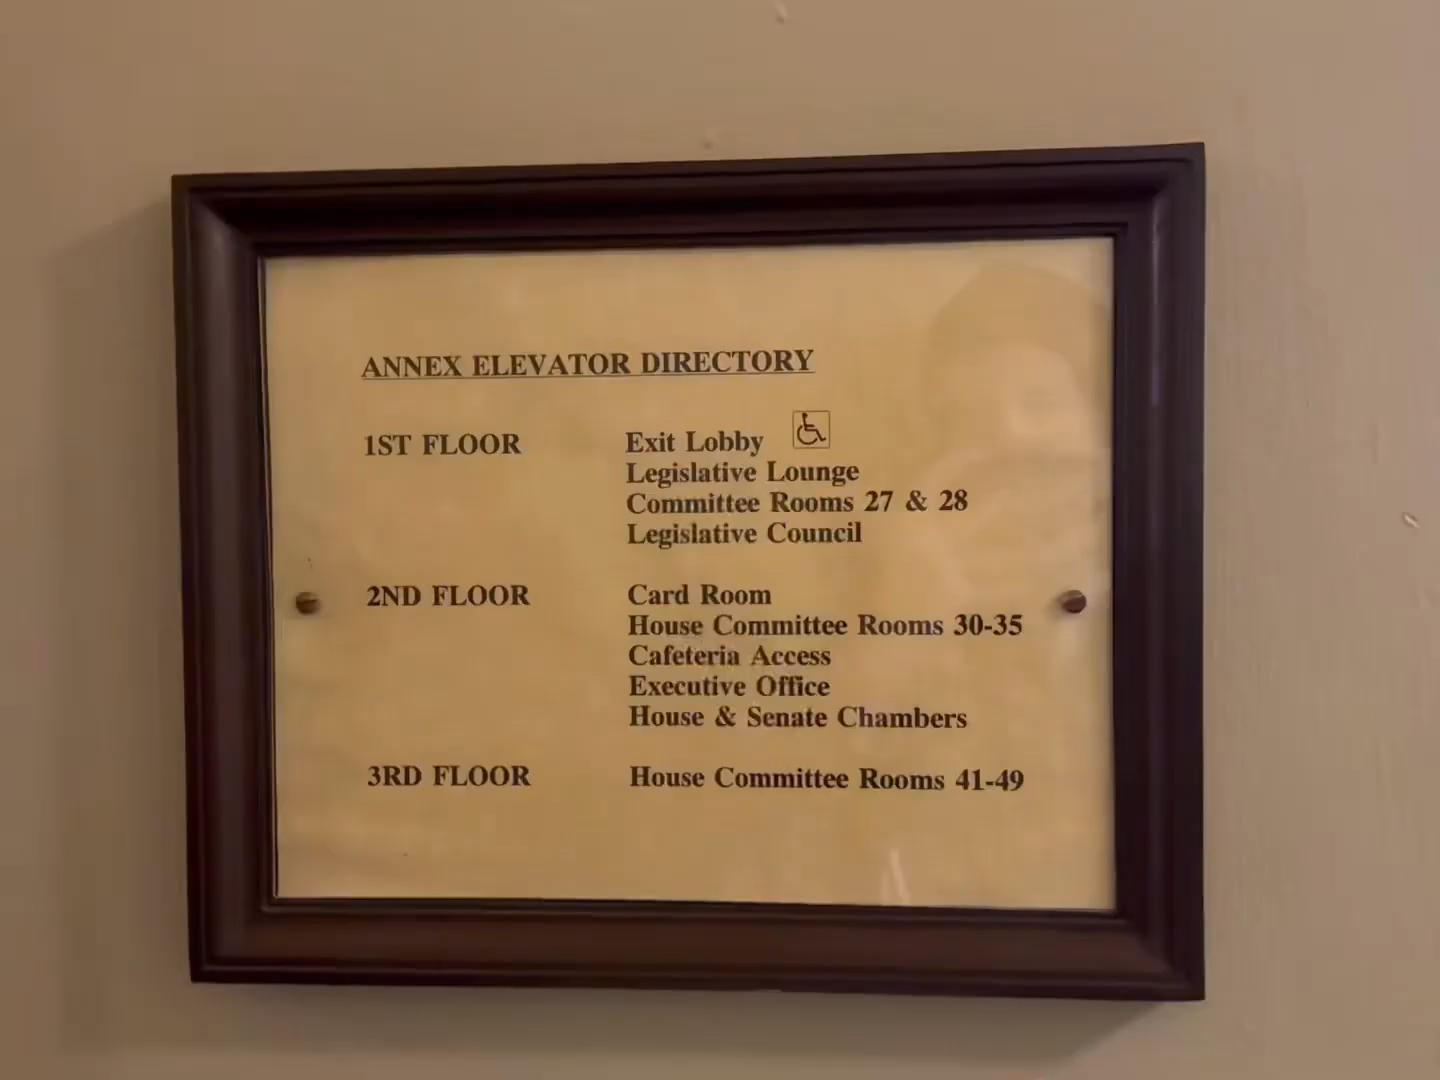 ANNEX ELEVATOR DIRECTORY
1ST FLOOR Exit Lobby
Legislative Lounge
Committee Rooms 27 & 28
Legislative Council
2ND FLOOR Card Room
House Committee Rooms 30-35
Cafeteria Access
Executive Office
House & Senate Chambers
3RD FLOOR House Committee Rooms 41-49